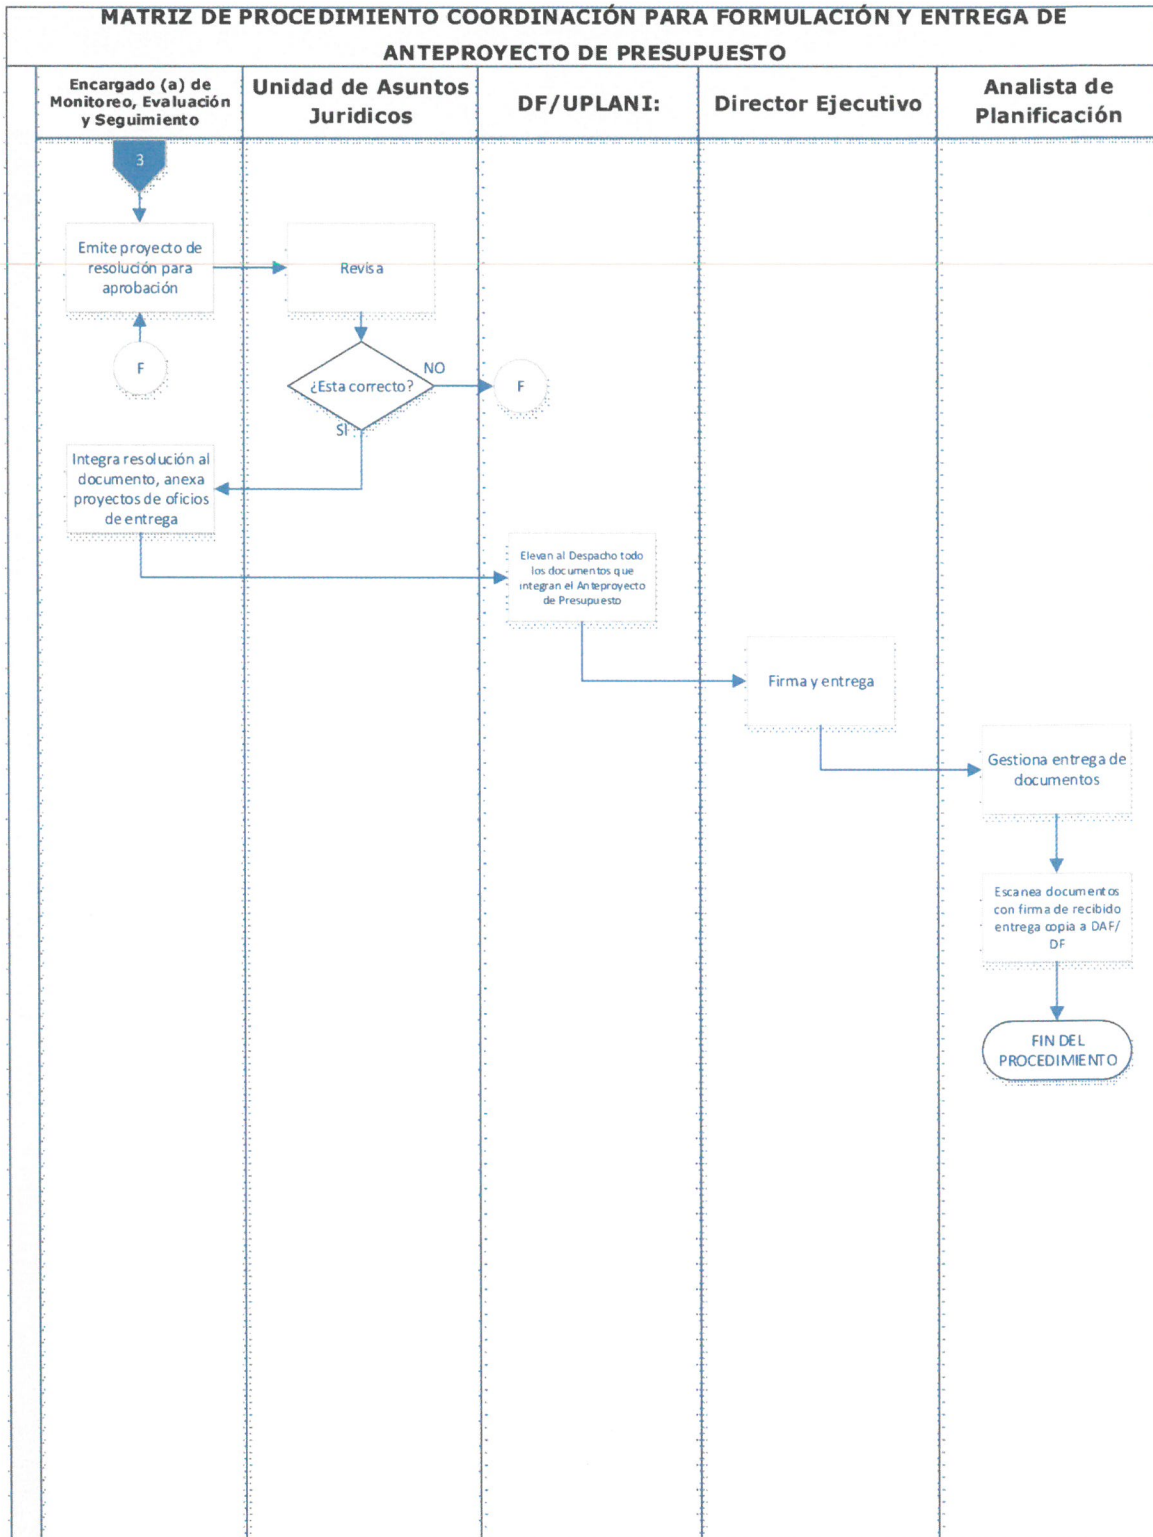 MATRIZ DE PROCEDIMIENTO COORDINACIÓN PARA FORMULACIÓN Y ENTREGA DE
ANTEPROYECTO DE PRESUPUESTO
Encargado (a) de
Monitoreo, Evaluación
y Seguimiento
Unidad de Asuntos
Juridicos
DF/UPLANI:
Director Ejecutivo
Analista de
Planificación
3
Emite proyecto de
resolución para
aprobación
Revisa
F
¿Esta correcto?
NO
F
SÌ
Integra resolución al
documento, anexa
proyectos de oficios
de entrega
Elevan al Despacho todo
los documentos que
integran el Anteproyecto
de Presupuesto
Firma y entrega
Gestiona entrega de
documentos
Escanea documentos
con firma de recibido
entrega copia a DAF/
DF
FIN DEL
PROCEDIMIENTO